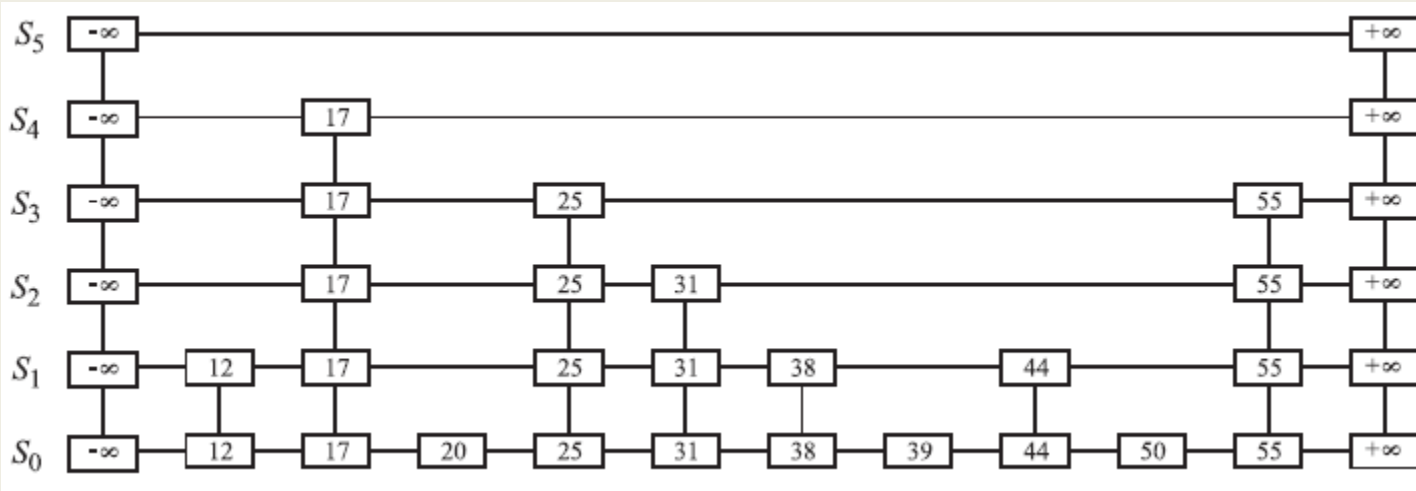 S5 -∞ +∞
S4 -∞ 17 +∞
S3 -∞ 17 25 55 +∞
S2 -∞ 17 25 31 55 +∞
S1 -∞ 12 17 25 31 38 44 55 +∞
S0 -∞ 12 17 20 25 31 38 39 44 50 55 +∞